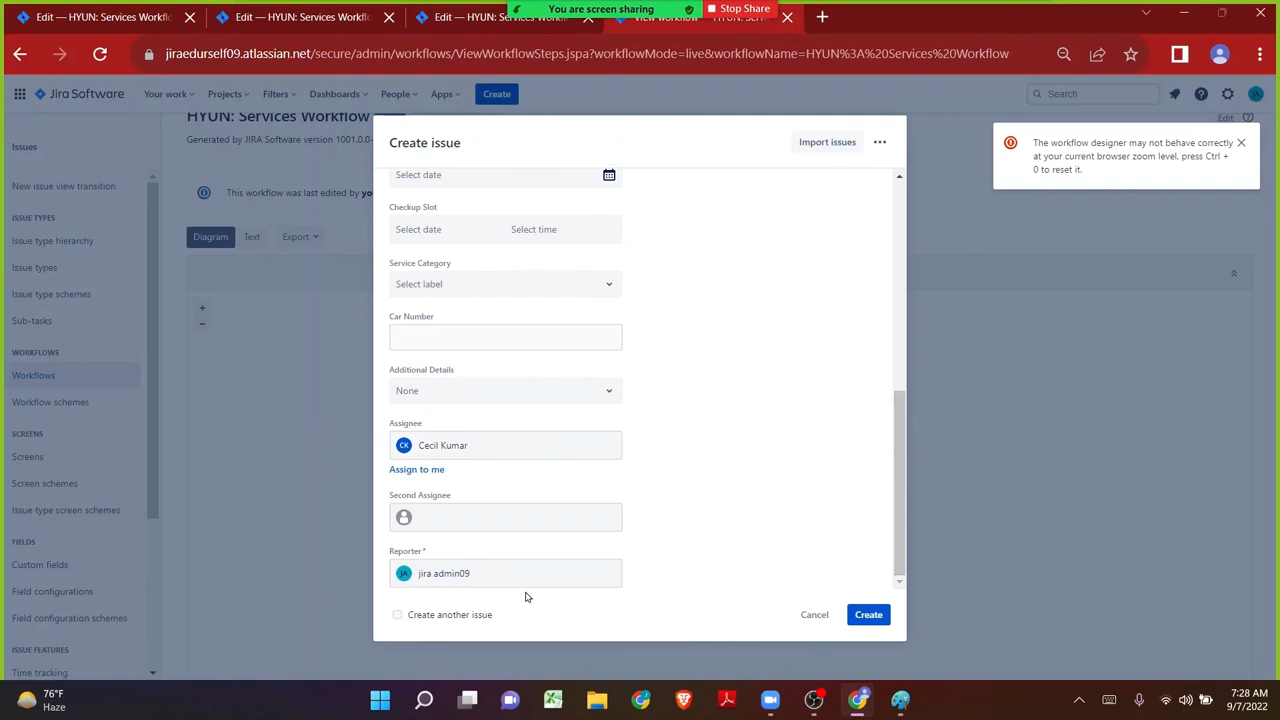 Edit — HYUN: Services Workfl
Edit — HYUN: Services Workfl
Edit — HYUN: Services Workfl
You are screen sharing
Stop Share
jiraedurself09.atlassian.net/secure/admin/workflows/ViewWorkflowSteps.jspa?workflowMode=live&workflowName=HYUN%3A%20Services%20Workflow
Jira Software
Your work
Projects
Filters
Dashboards
People
Apps
Create
Search
JA
HYUN: Services Workflow
Edit
Generated by JIRA Software version 1001.0.0-
Issues
New issue view transition
This workflow was last edited by you
ISSUE TYPES
Issue type hierarchy
Issue types
Issue type schemes
Sub-tasks
WORKFLOWS
Workflows
Workflow schemes
SCREENS
Screens
Screen schemes
Issue type screen schemes
FIELDS
Custom fields
Field configurations
Field configuration schemes
ISSUE FEATURES
Time tracking
Diagram
Text
Export
+
−
Create issue
Import issues
Select date
Checkup Slot
Select date
Select time
Service Category
Select label
Car Number
Additional Details
None
Assignee
CK
Cecil Kumar
Assign to me
Second Assignee
Reporter*
JA
jira admin09
Create another issue
Cancel
Create
The workflow designer may not behave correctly
at your current browser zoom level, press Ctrl +
0 to reset it.
76°F
Haze
7:28 AM
9/7/2022